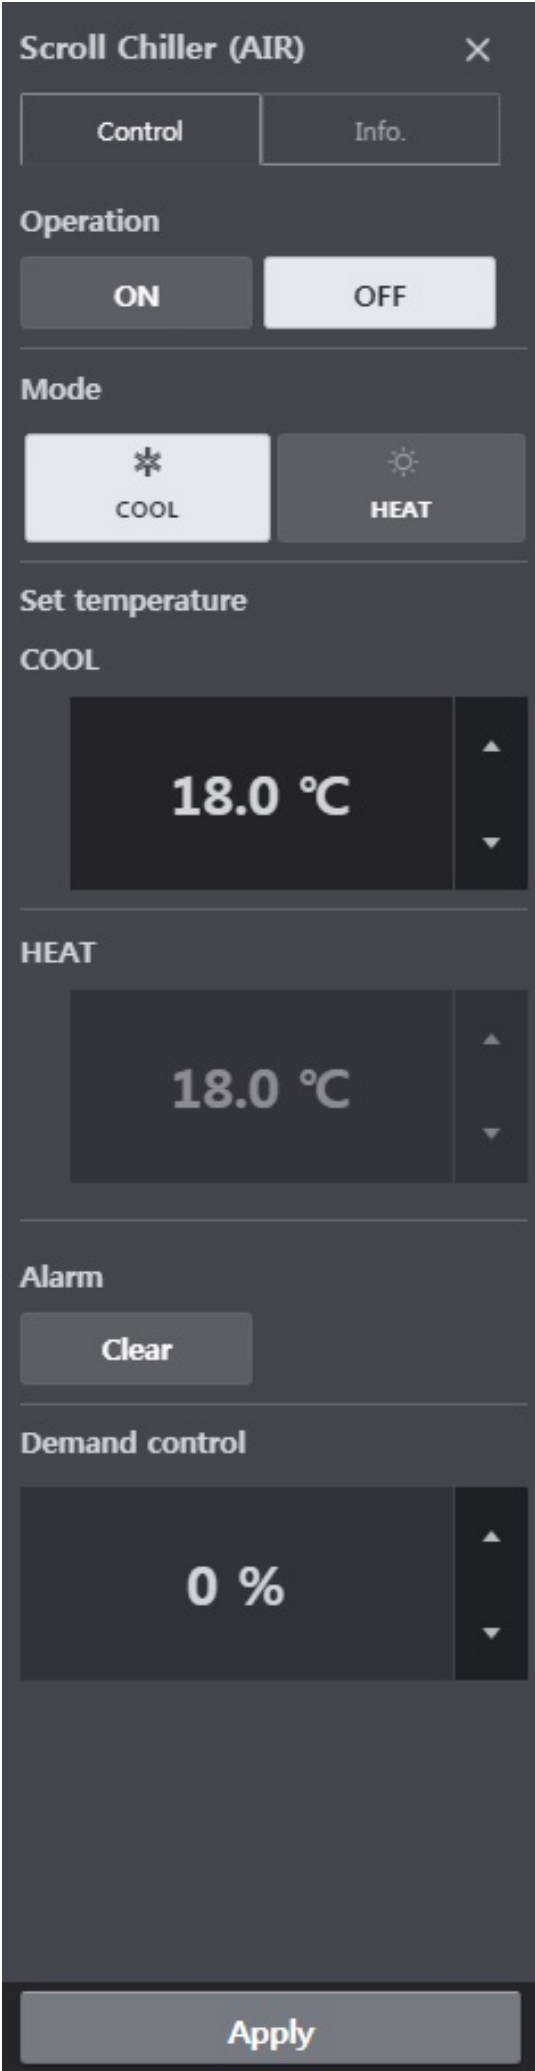 Scroll Chiller (AIR)
Control Info.
Operation
ON OFF
Mode
COOL HEAT
Set temperature
COOL
18.0 ℃
HEAT
18.0 ℃
Alarm
Clear
Demand control
0 %
Apply